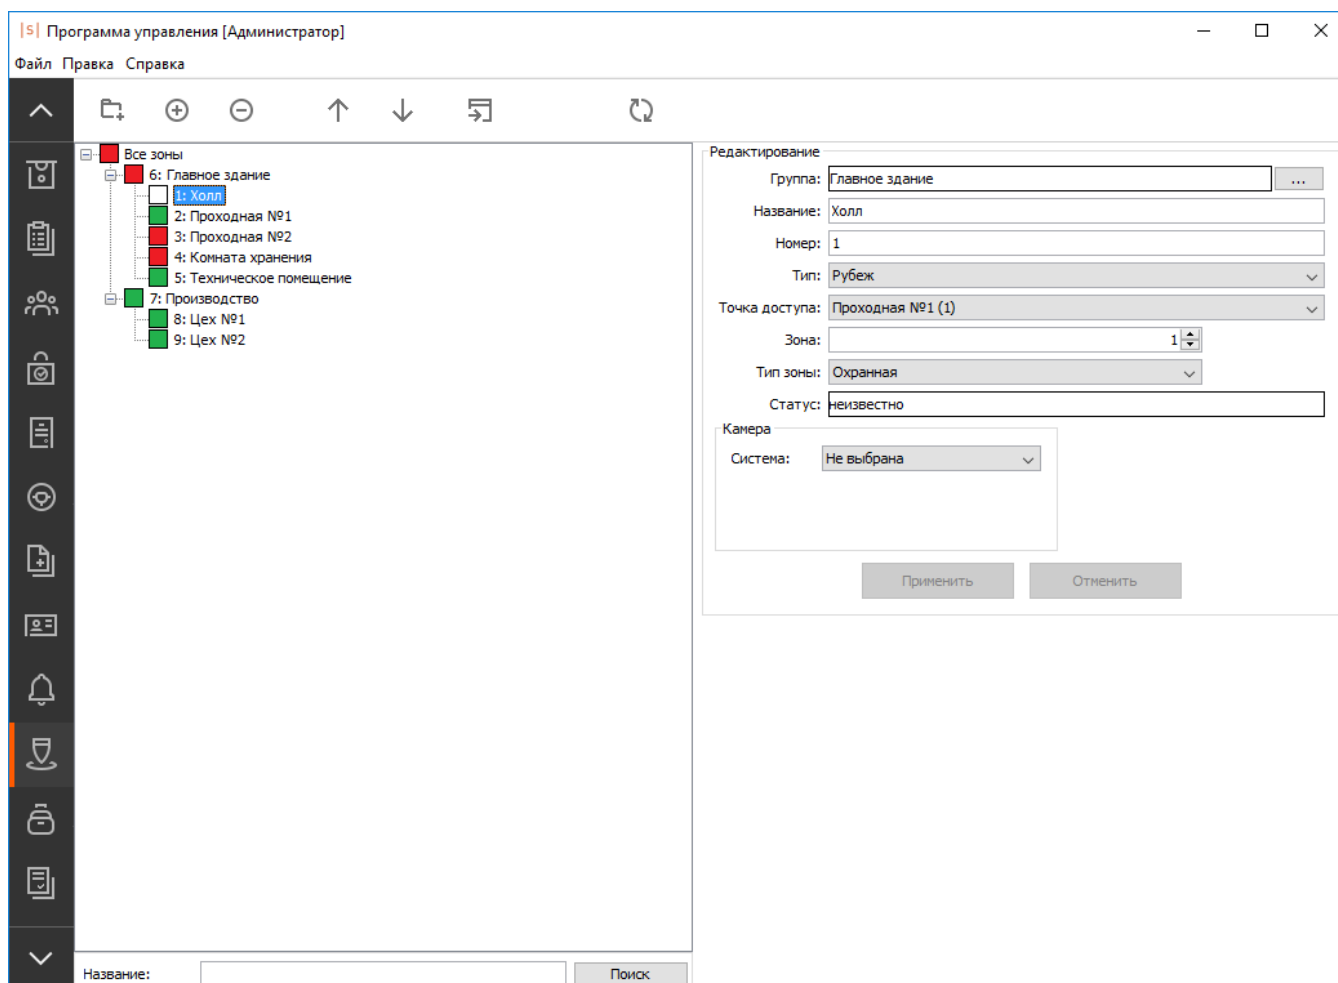 |S| Программа управления [Администратор]
Файл Правка Справка
Все зоны
6: Главное здание
1: Холл
2: Проходная №1
3: Проходная №2
4: Комната хранения
5: Техническое помещение
7: Производство
8: Цех №1
9: Цех №2
Название:
Поиск
Редактирование
Группа: Главное здание ...
Название: Холл
Номер: 1
Тип: Рубеж
Точка доступа: Проходная №1 (1)
Зона: 1
Тип зоны: Охранная
Статус: неизвестно
Камера
Система: Не выбрана
Применить Отменить